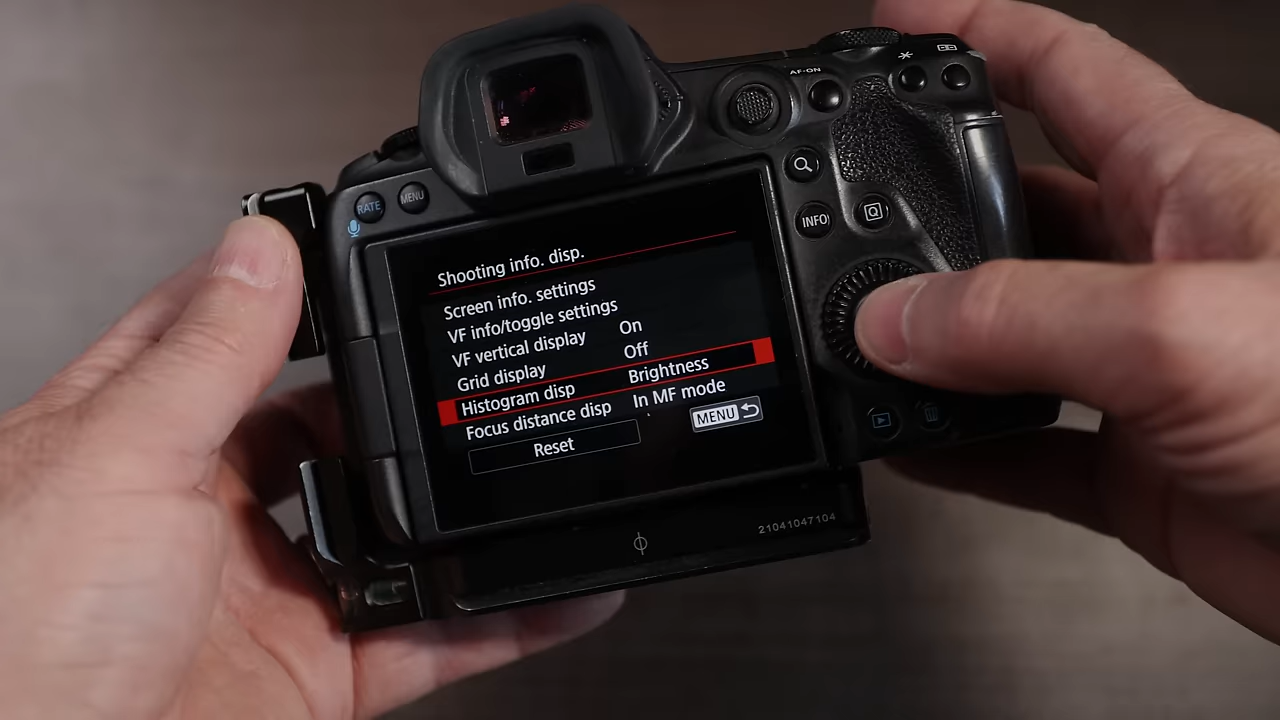 AF-ON
RATE
MENU
INFO
Q
Shooting info. disp.
Screen info. settings
VF info/toggle settings
VF vertical display On
Grid display Off
Histogram disp Brightness
Focus distance disp In MF mode
Reset
MENU
21041047104